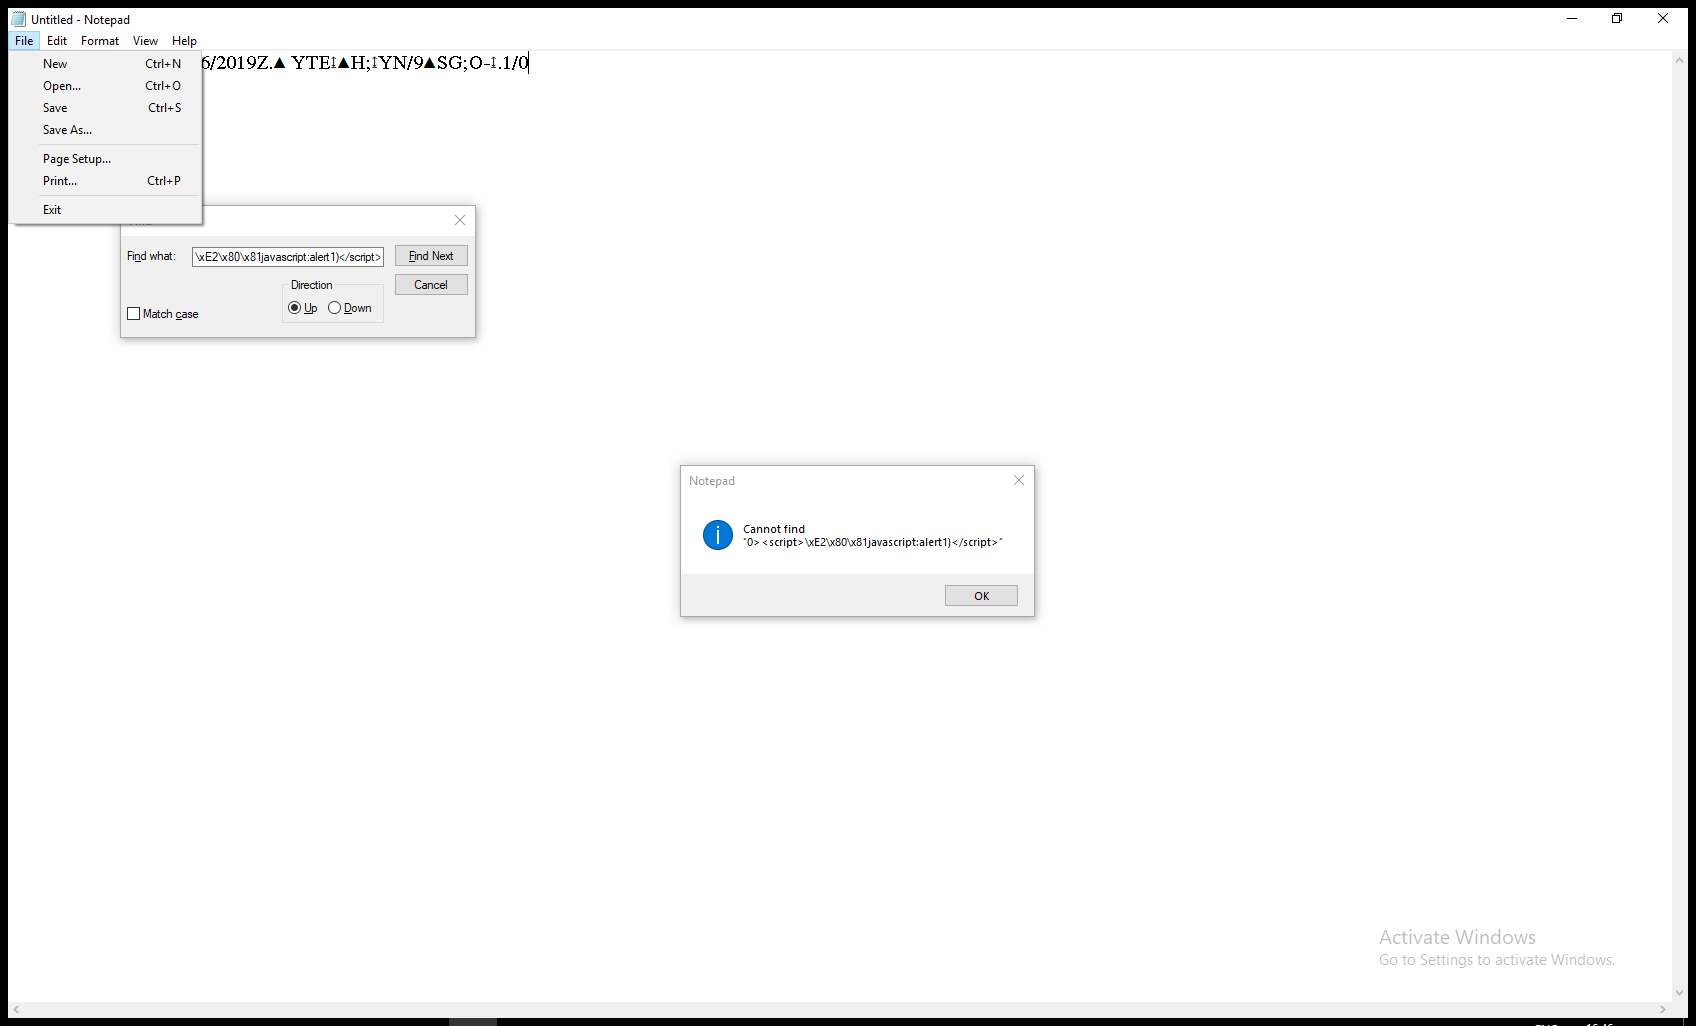 Untitled - Notepad
File Edit Format View Help
6/2019Z.▲ YTE↨▲H;↨YN/9▲SG;O-↨.1/0
New Ctrl+N
Open... Ctrl+O
Save Ctrl+S
Save As...
Page Setup...
Print... Ctrl+P
Exit
Find what: \xE2\x80\x81javascript:alert1)</script> Find Next
Direction Cancel
Up Down
Match case
Notepad
Cannot find
"0><script>\xE2\x80\x81javascript:alert1)</script>"
OK
Activate Windows
Go to Settings to activate Windows.